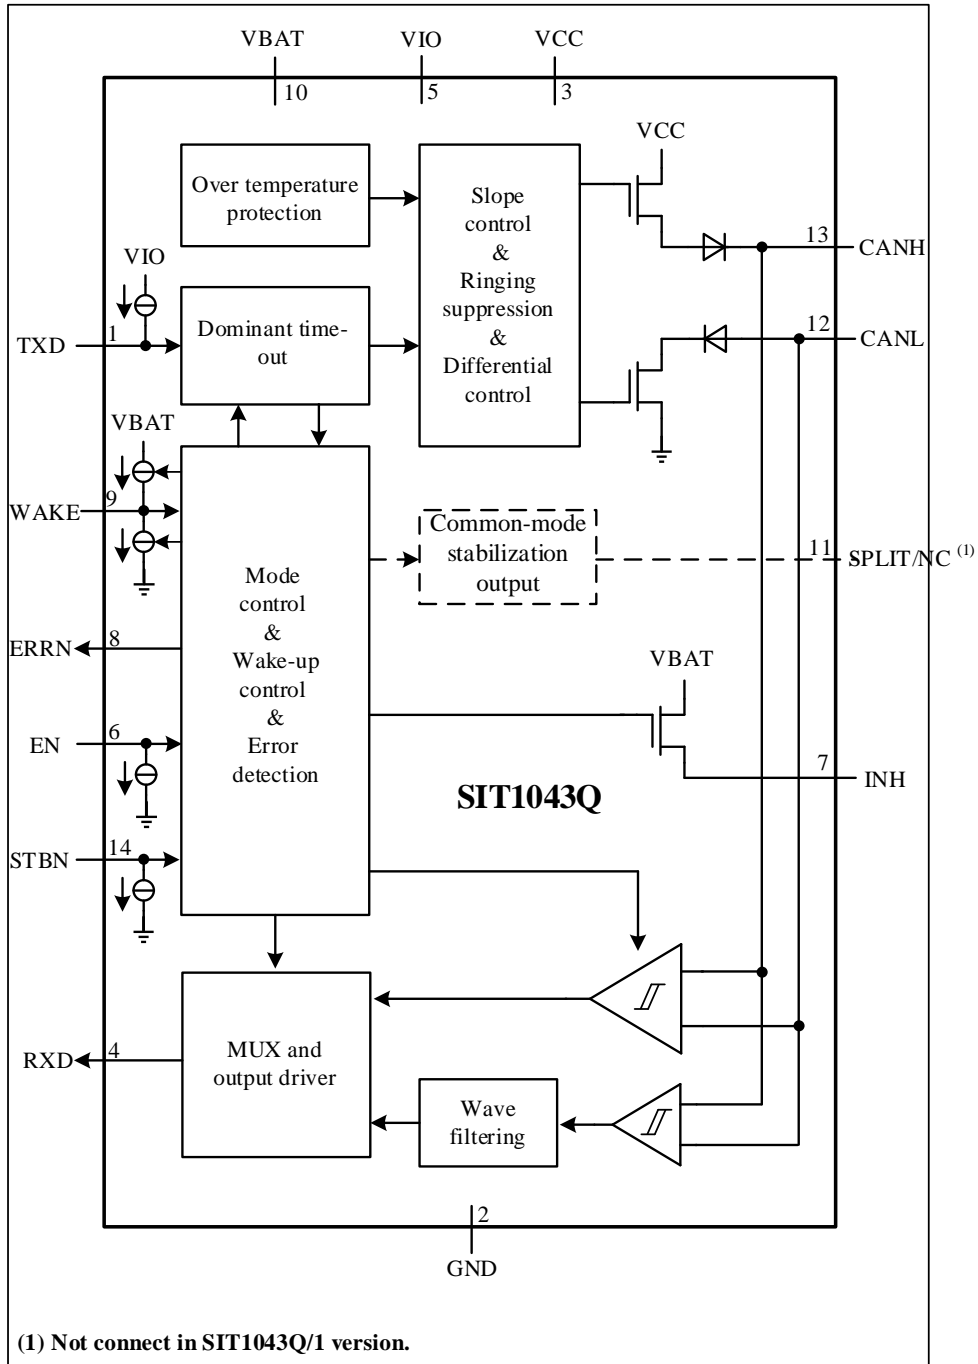 VBAT
VIO
VCC
10
5
3
Over temperature
protection
Slope
control
&
Ringing
suppression
&
Differential
control
VCC
13
CANH
VIO
1
TXD
Dominant time-
out
12
CANL
VBAT
9
WAKE
Common-mode
stabilization
output
11
SPLIT/NC (1)
Mode
control
&
Wake-up
control
&
Error
detection
8
ERRN
VBAT
6
EN
7
INH
SIT1043Q
14
STBN
4
RXD
MUX and
output driver
Wave
filtering
2
GND
(1) Not connect in SIT1043Q/1 version.